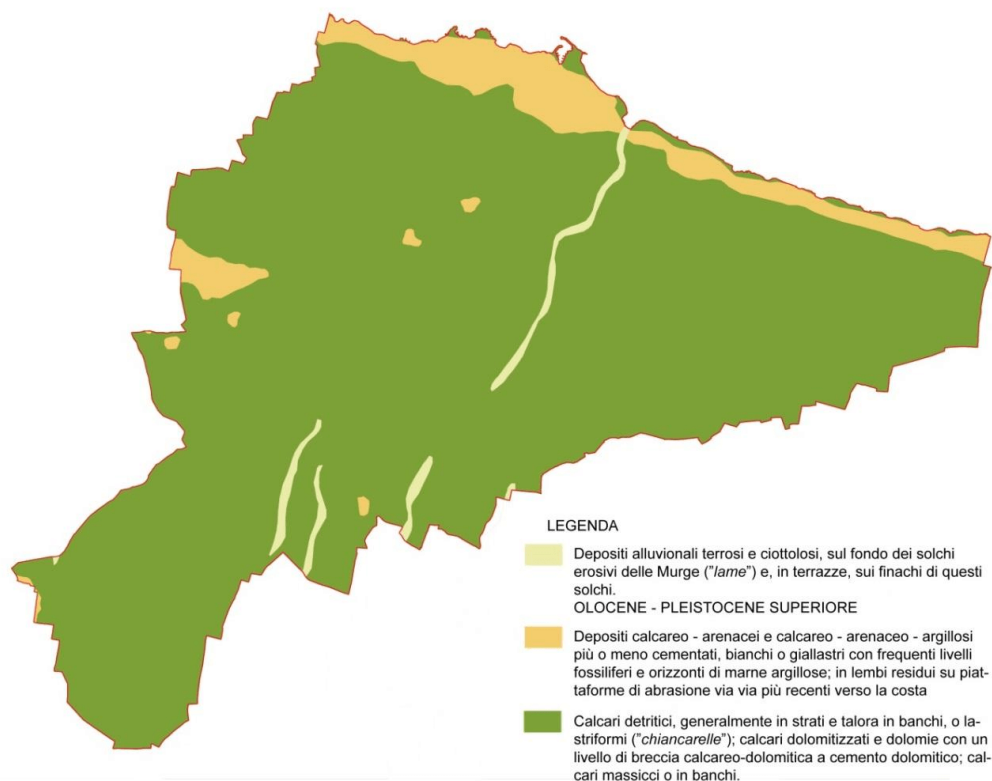 LEGENDA
Depositi alluvionali terrosi e ciottolosi, sul fondo dei solchi
erosivi delle Murge ("lame") e, in terrazze, sui finachi di questi
solchi.
OLOCENE - PLEISTOCENE SUPERIORE
Depositi calcareo - arenacei e calcareo - arenaceo - argillosi
più o meno cementati, bianchi o giallastri con frequenti livelli
fossiliferi e orizzonti di marne argillose; in lembi residui su piat-
taforme di abrasione via via più recenti verso la costa
Calcari detritici, generalmente in strati e talora in banchi, o la-
striformi ("chiancarelle"); calcari dolomitizzati e dolomie con un
livello di breccia calcareo-dolomitica a cemento dolomitico; cal-
cari massicci o in banchi.